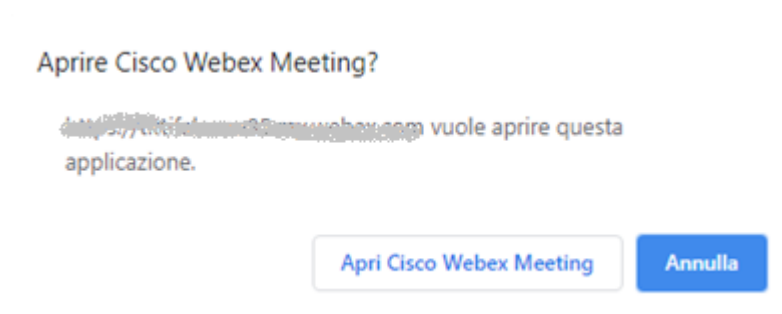 Aprire Cisco Webex Meeting?
vuole aprire questa
applicazione.
Apri Cisco Webex Meeting
Annulla